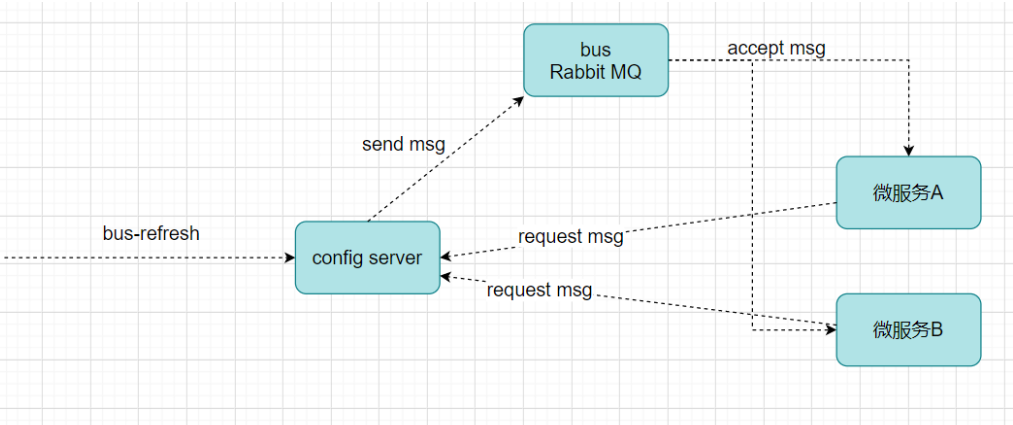 bus
Rabbit MQ
accept msg
send msg
微服务A
bus-refresh
request msg
config server
request msg
微服务B